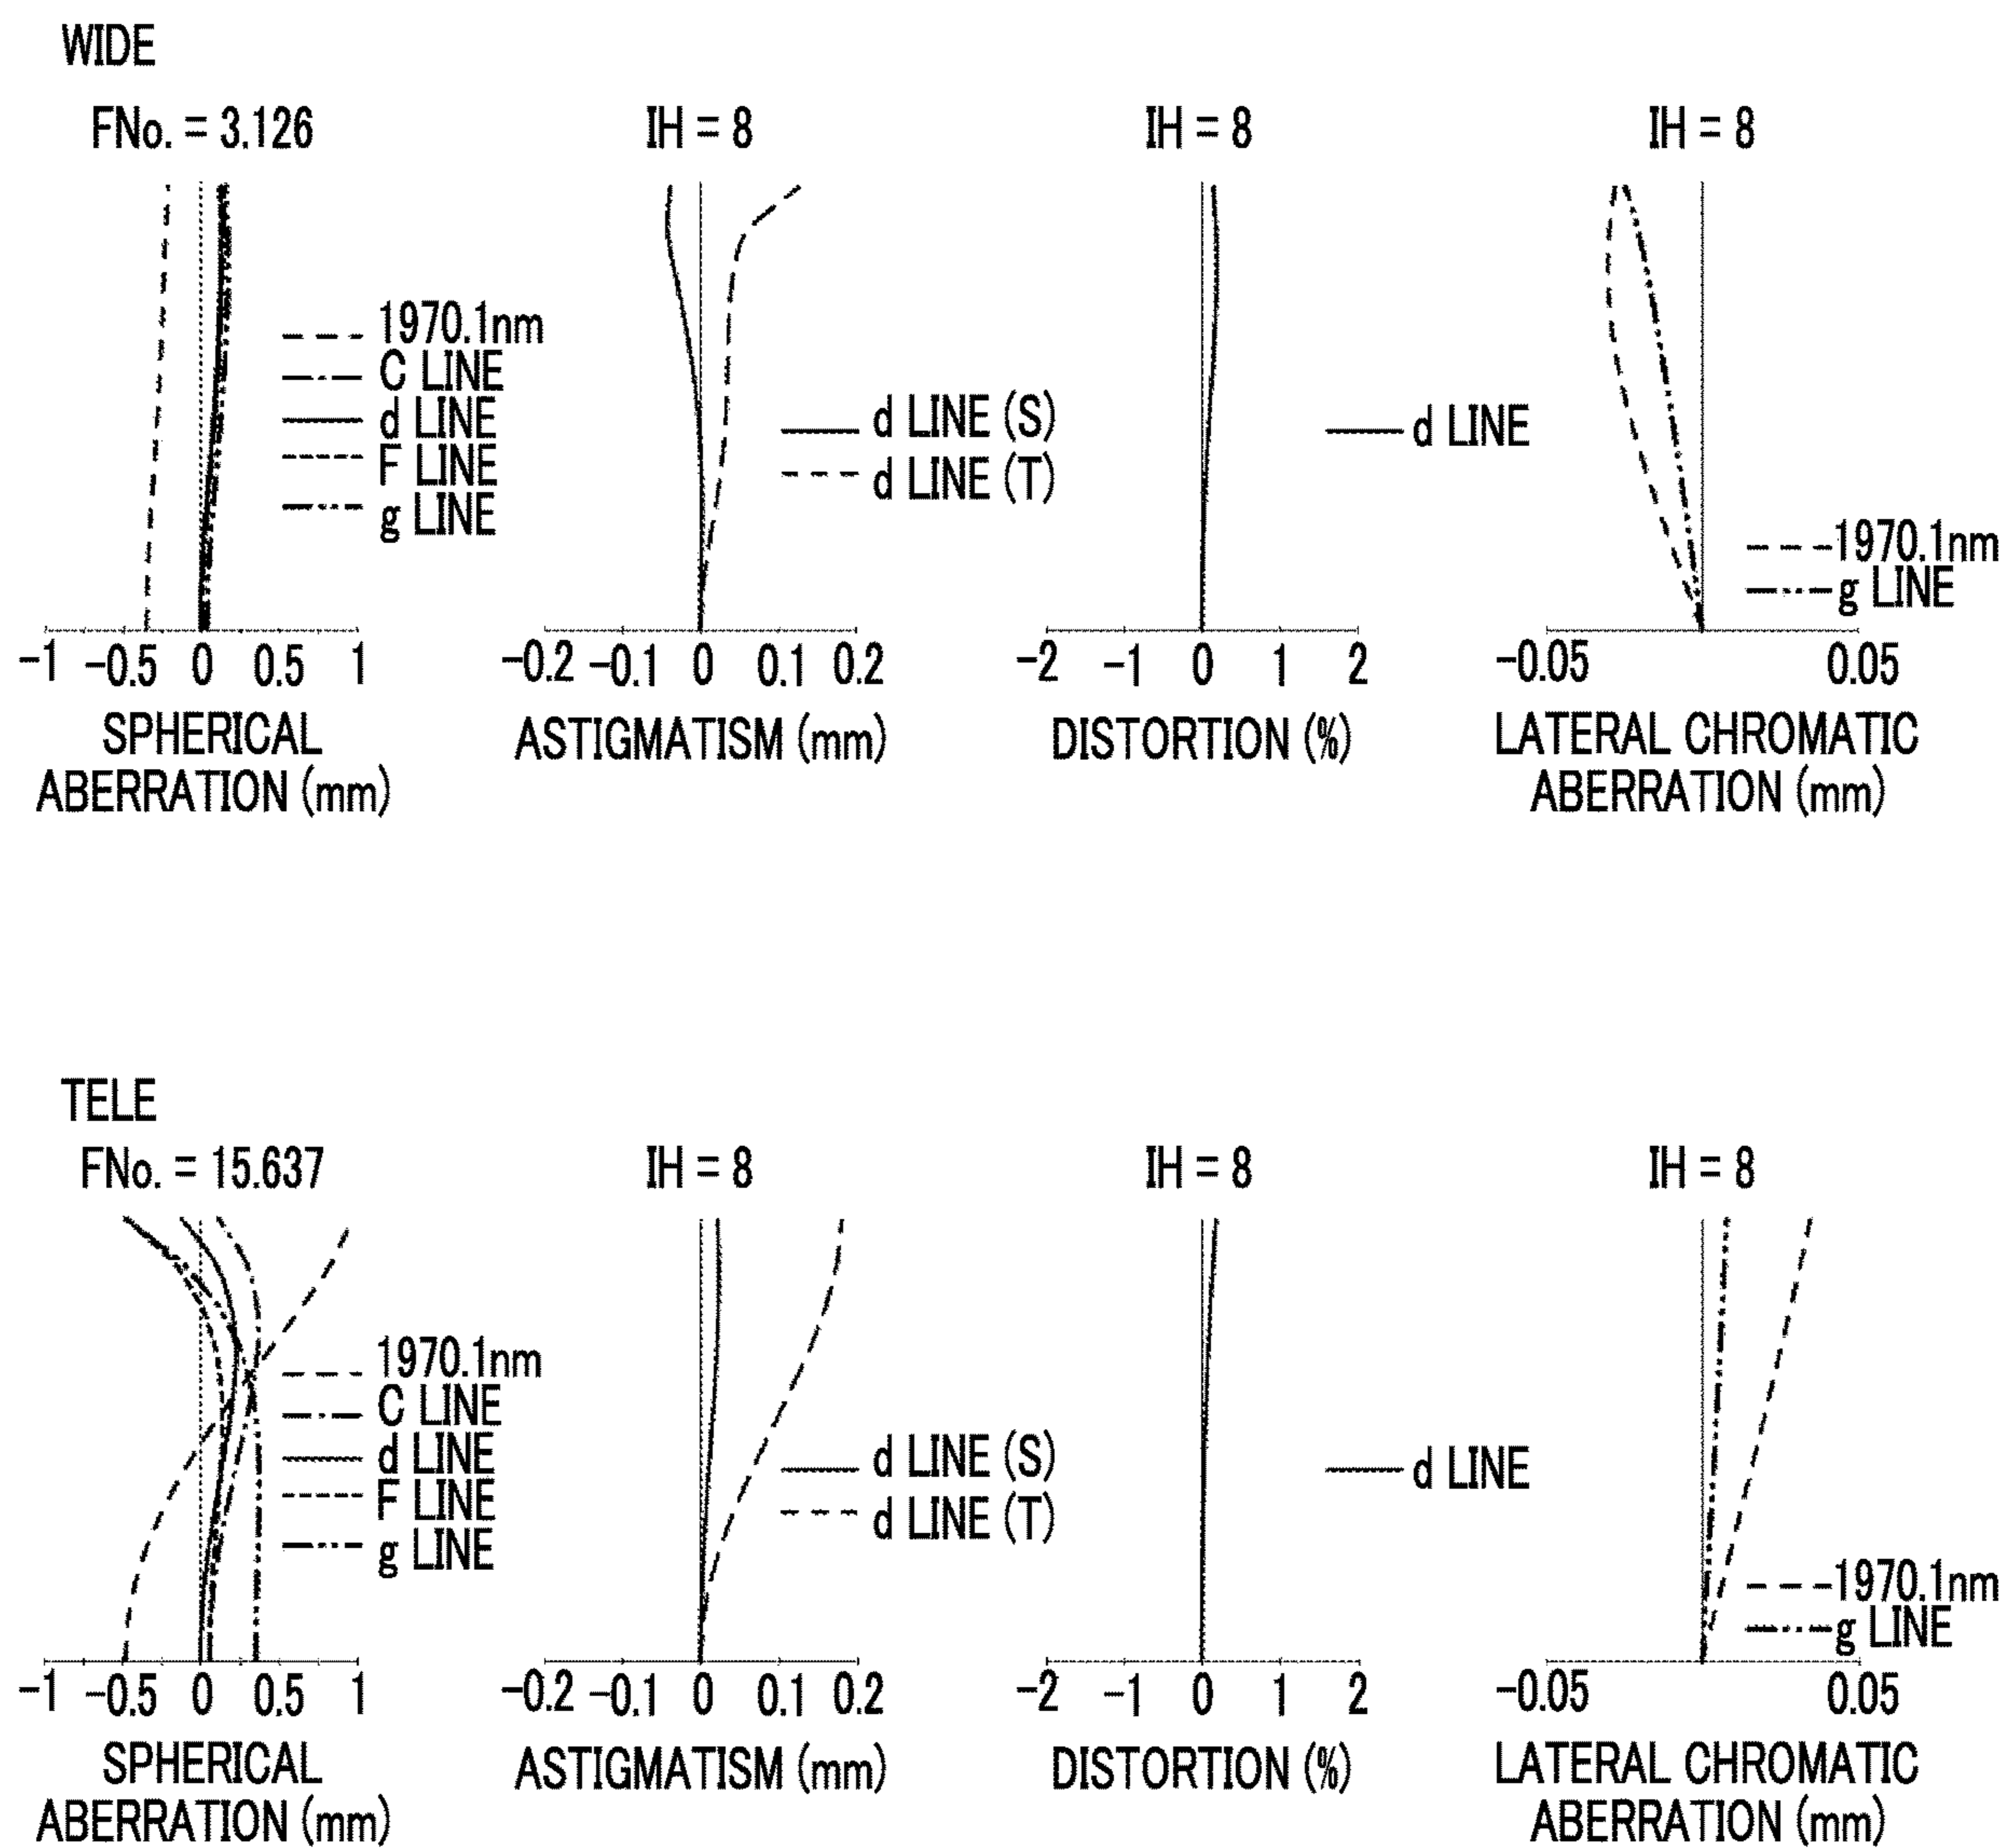 WIDE
FNo. = 3.126
IH = 8
IH = 8
IH = 8
1970.1nm
C LINE
d LINE
F LINE
g LINE
d LINE (S)
d LINE (T)
d LINE
1970.1nm
g LINE
−1 −0.5 0 0.5 1
−0.2 −0.1 0 0.1 0.2
−2 −1 0 1 2
−0.05 0.05
SPHERICAL
ABERRATION (mm)
ASTIGMATISM (mm)
DISTORTION (%)
LATERAL CHROMATIC
ABERRATION (mm)
TELE
FNo. = 15.637
IH = 8
IH = 8
IH = 8
1970.1nm
C LINE
d LINE
F LINE
g LINE
d LINE (S)
d LINE (T)
d LINE
1970.1nm
g LINE
−1 −0.5 0 0.5 1
−0.2 −0.1 0 0.1 0.2
−2 −1 0 1 2
−0.05 0.05
SPHERICAL
ABERRATION (mm)
ASTIGMATISM (mm)
DISTORTION (%)
LATERAL CHROMATIC
ABERRATION (mm)